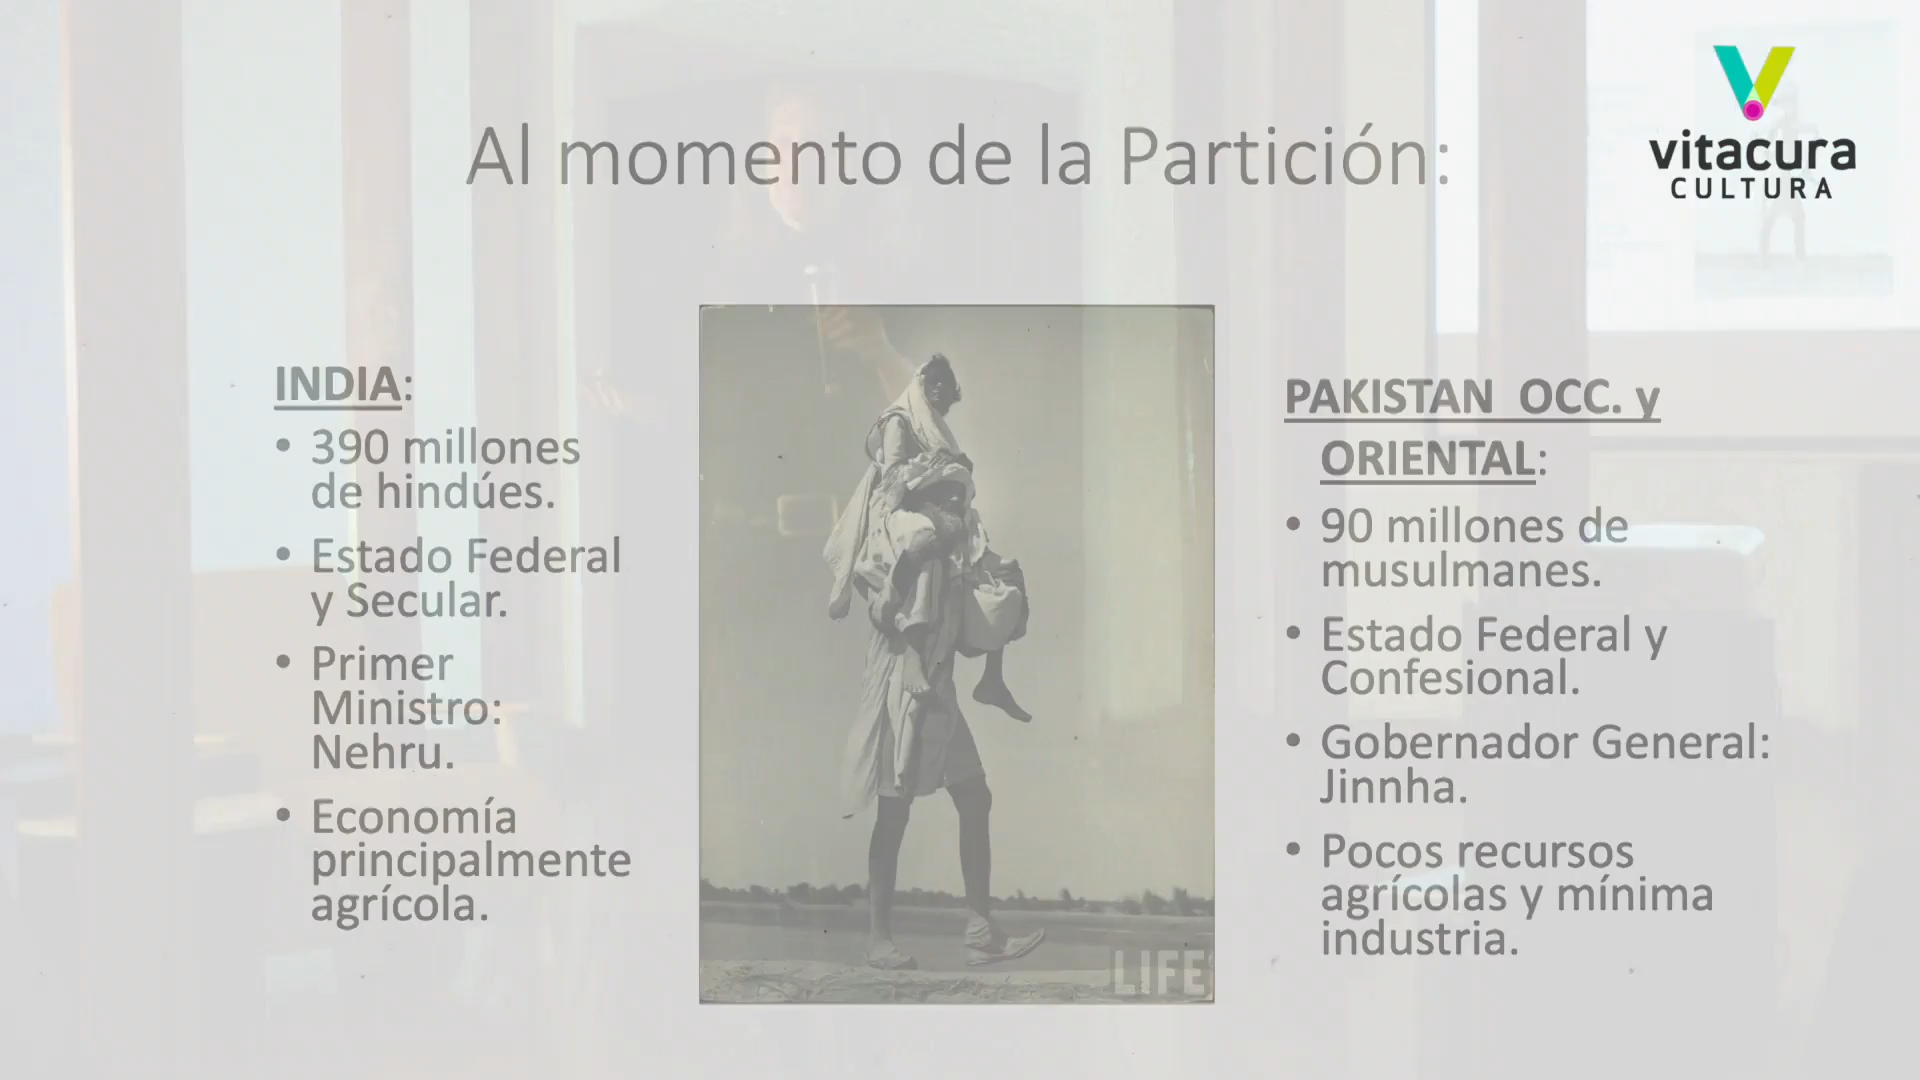 Al momento de la Partición:
vitacura
CULTURA
INDIA:
• 390 millones
de hindúes.
• Estado Federal
y Secular.
• Primer
Ministro:
Nehru.
• Economía
principalmente
agrícola.
LIFE
PAKISTAN OCC. y
ORIENTAL:
• 90 millones de
musulmanes.
• Estado Federal y
Confesional.
• Gobernador General:
Jinnha.
• Pocos recursos
agrícolas y mínima
industria.